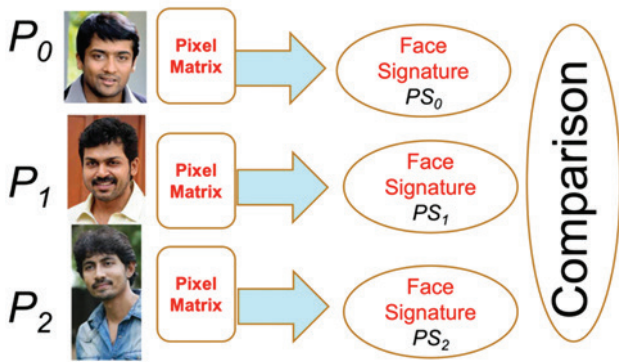 P0
Pixel
Matrix
Face
Signature
PS0
P1
Pixel
Matrix
Face
Signature
PS1
P2
Pixel
Matrix
Face
Signature
PS2
Comparison